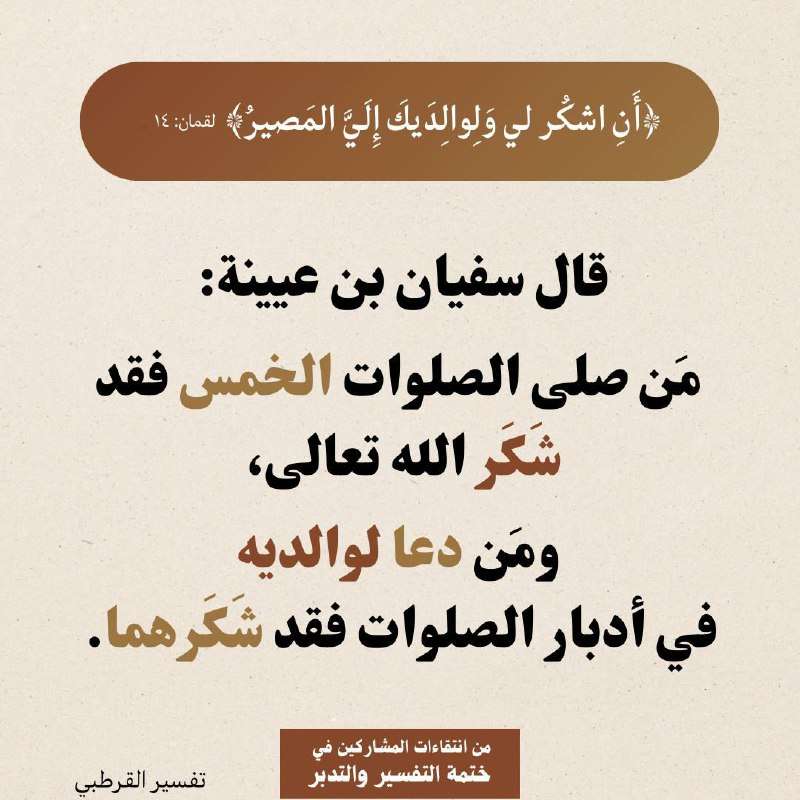 ﴿أَنِ اشكُر لي وَلِوالِدَيكَ إِلَيَّ المَصيرُ﴾ لقمان: ١٤
قال سفيان بن عيينة:
مَن صلى الصلوات الخمس فقد
شَكَر الله تعالى،
ومَن دعا لوالديه
في أدبار الصلوات فقد شَكَرهما.
من انتقاءات المشاركين في
ختمة التفسير والتدبر
تفسير القرطبي